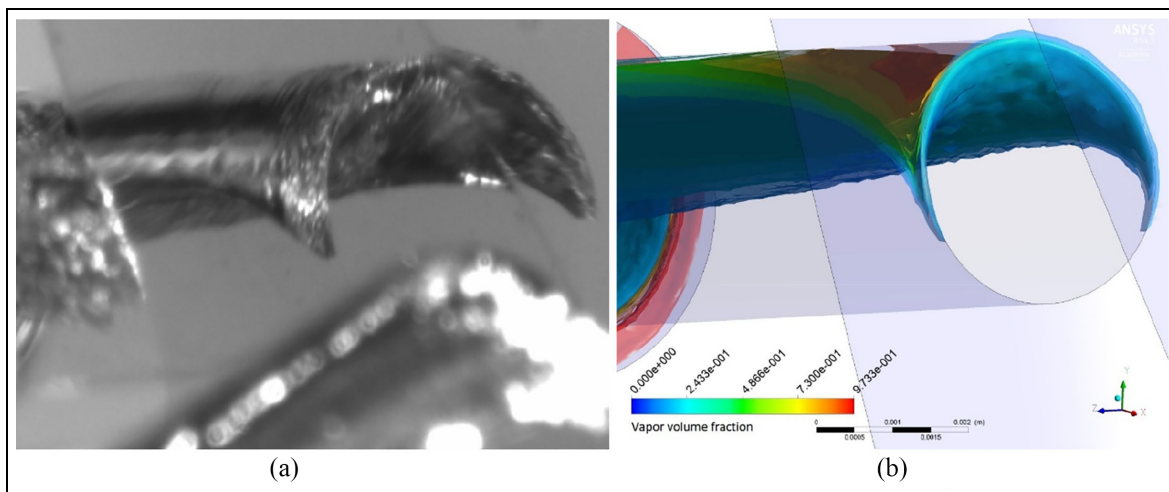 ANSYS
0.000e+000
2.433e-001
4.866e-001
7.300e-001
9.733e-001
Vapor volume fraction
0 0.001 0.002 (m)
0.0005 0.0015
Y
Z X
(a) (b)